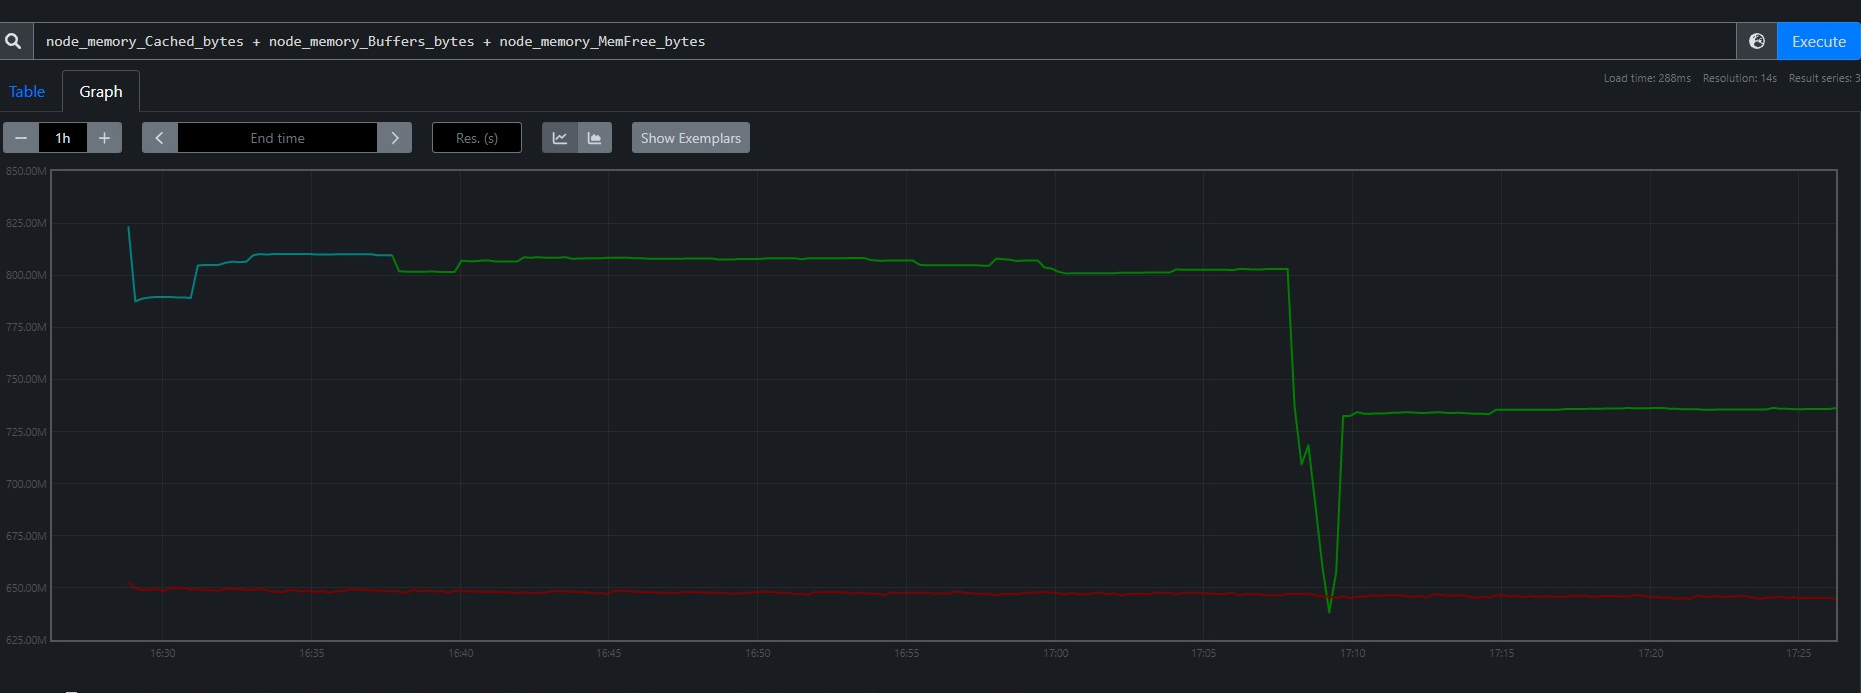 node_memory_Cached_bytes + node_memory_Buffers_bytes + node_memory_MemFree_bytes
Execute
Load time: 288ms Resolution: 14s Result series: 3
Table
Graph
1h
End time
Res. (s)
Show Exemplars
850.00M
825.00M
800.00M
775.00M
750.00M
725.00M
700.00M
675.00M
650.00M
625.00M
16:30 16:35 16:40 16:45 16:50 16:55 17:00 17:05 17:10 17:15 17:20 17:25